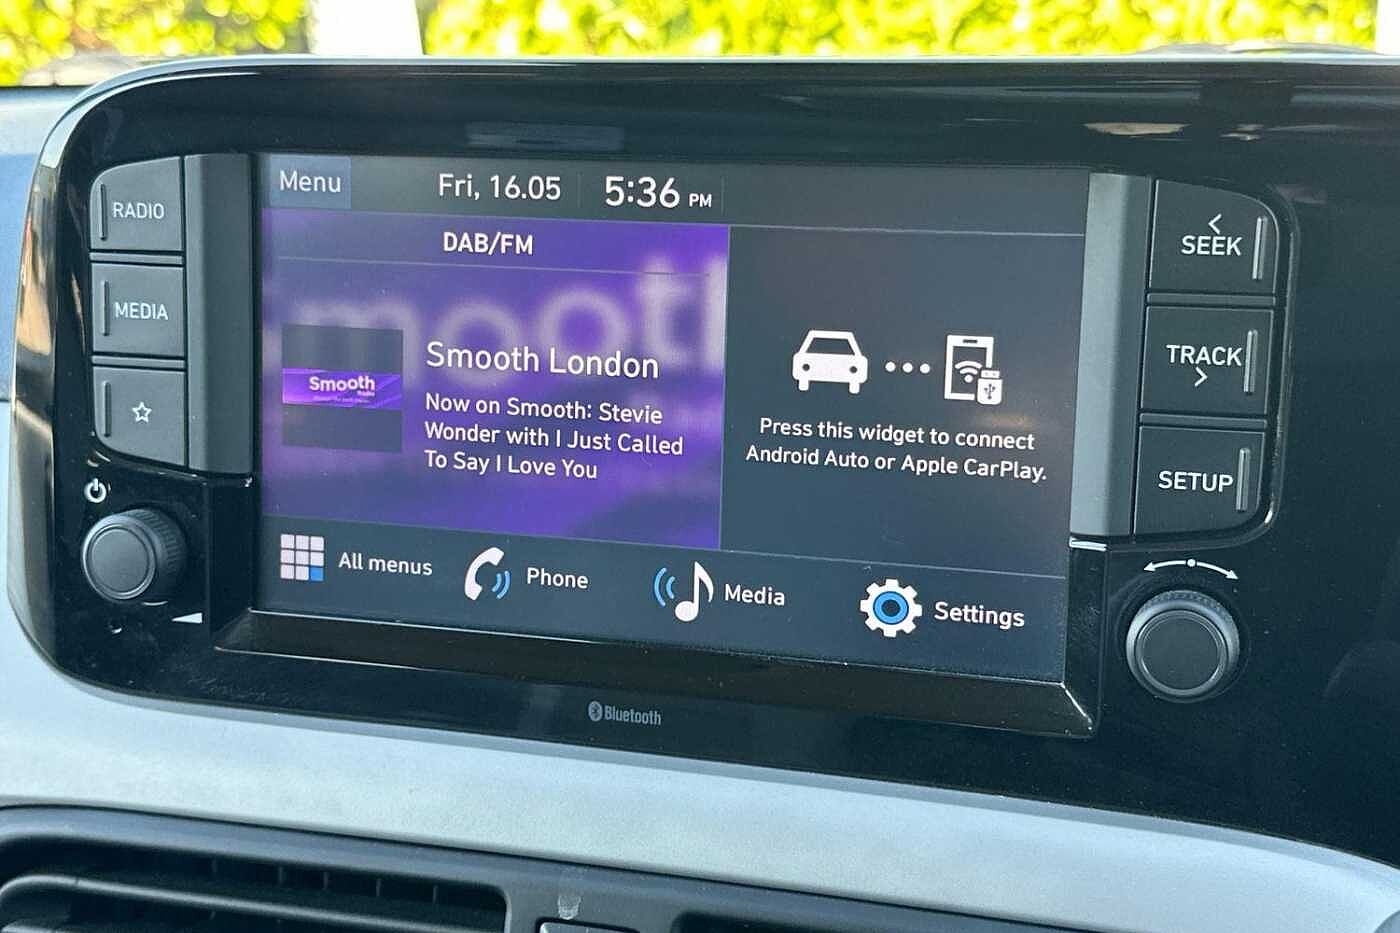 Menu
Fri, 16.05
5:36 PM
RADIO
MEDIA
DAB/FM
Smooth
Radio
Smooth London
Now on Smooth: Stevie
Wonder with I Just Called
To Say I Love You
Press this widget to connect
Android Auto or Apple CarPlay.
All menus
Phone
Media
Settings
SEEK
TRACK
SETUP
Bluetooth